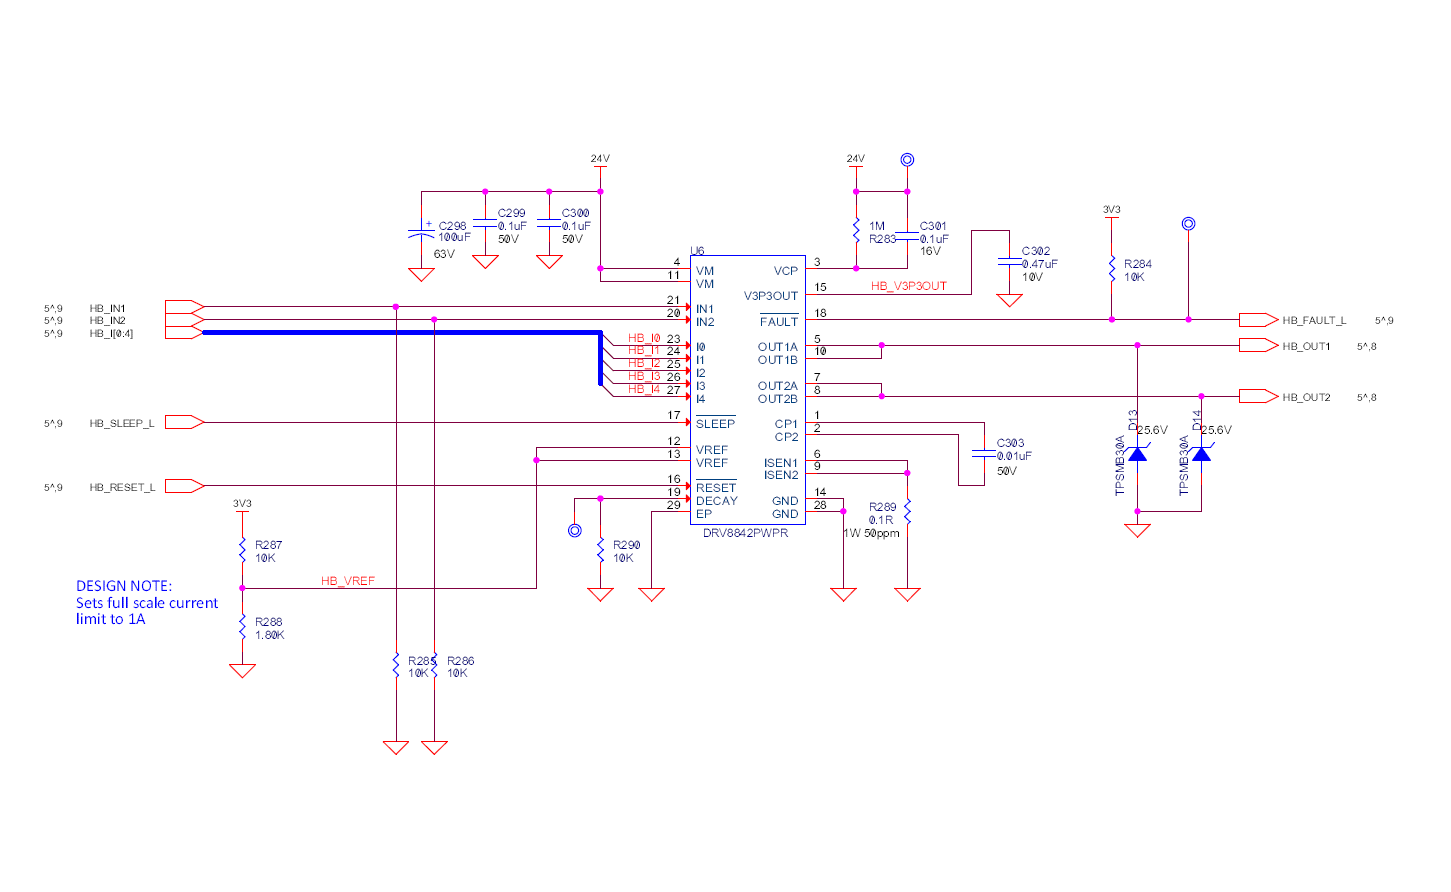 24V
24V
C298
100uF
63V
C299
0.1uF
50V
C300
0.1uF
50V
1M
R283
C301
0.1uF
16V
C302
0.47uF
10V
3V3
R284
10K
U6
4 VM
11 VM
21 IN1
20 IN2
HB_I0 23 I0
HB_I1 24 I1
HB_I2 25 I2
HB_I3 26 I3
HB_I4 27 I4
17 SLEEP
12 VREF
13 VREF
16 RESET
19 DECAY
29 EP
VCP 3
V3P3OUT 15 HB_V3P3OUT
FAULT 18
OUT1A 5
OUT1B 10
OUT2A 7
OUT2B 8
CP1 1
CP2 2
ISEN1 6
ISEN2 9
GND 14
GND 28
DRV8842PWPR
5^,9 HB_IN1
5^,9 HB_IN2
5^,9 HB_I[0:4]
5^,9 HB_SLEEP_L
5^,9 HB_RESET_L
HB_FAULT_L 5^,9
HB_OUT1 5^,8
HB_OUT2 5^,8
C303
0.01uF
50V
D13
25.6V
TPSMB30A
D14
25.6V
TPSMB30A
R289
0.1R
1W 50ppm
R290
10K
3V3
R287
10K
HB_VREF
R288
1.80K
DESIGN NOTE:
Sets full scale current
limit to 1A
R285
10K
R286
10K